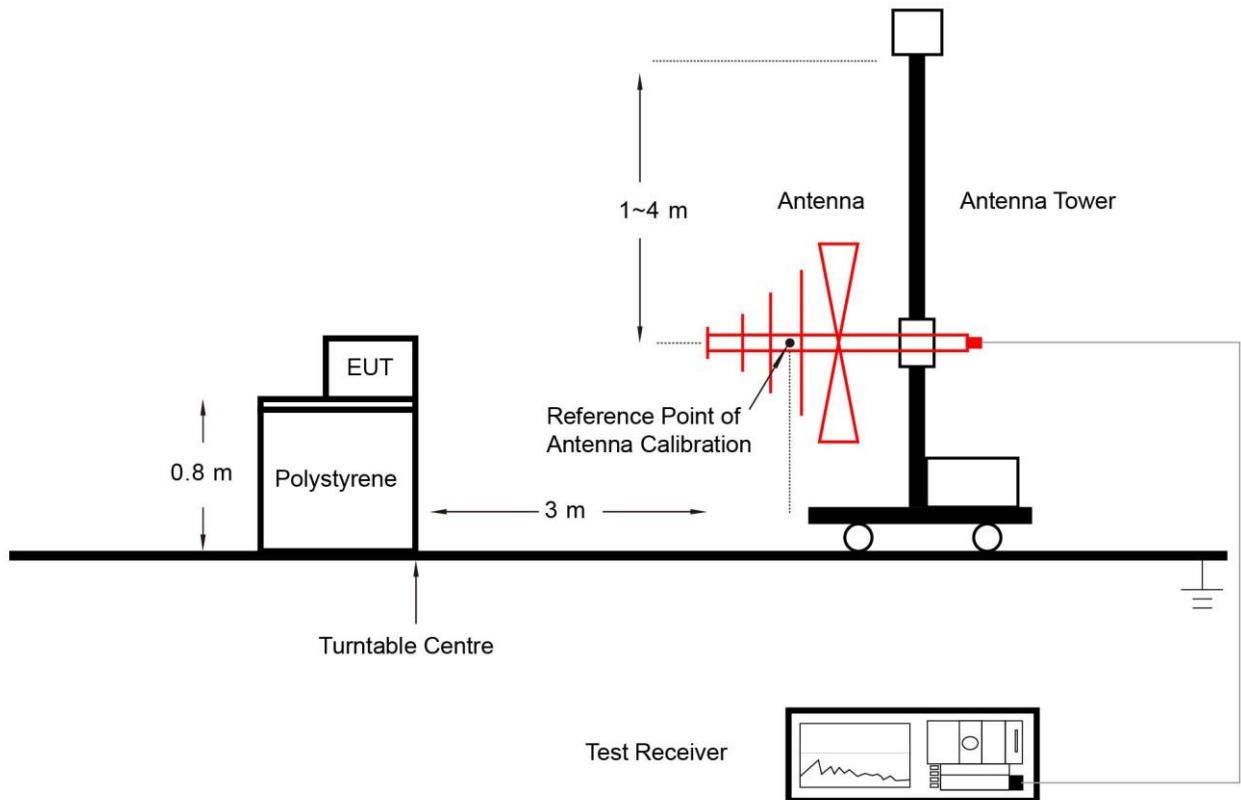 1~4 m
Antenna
Antenna Tower
EUT
Reference Point of
Antenna Calibration
0.8 m
Polystyrene
3 m
Turntable Centre
Test Receiver